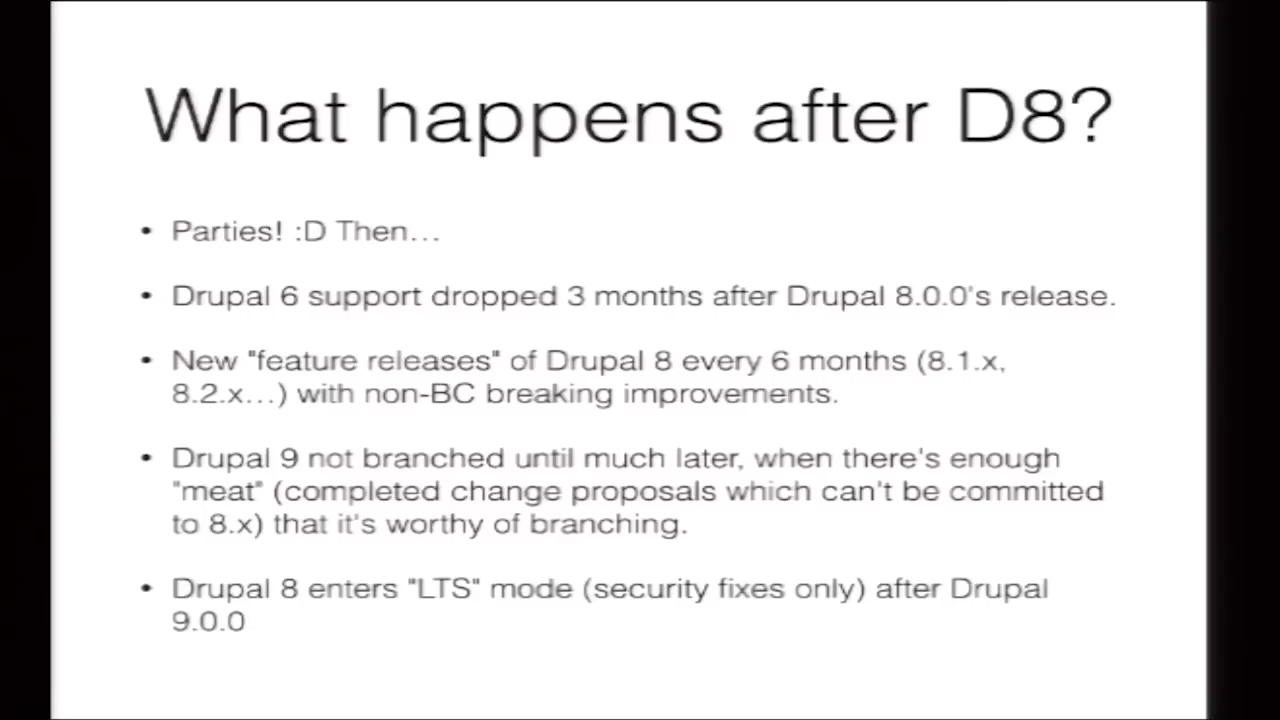 What happens after D8?
• Parties! :D Then...
• Drupal 6 support dropped 3 months after Drupal 8.0.0's release.
• New "feature releases" of Drupal 8 every 6 months (8.1.x,
8.2.x...) with non-BC breaking improvements.
• Drupal 9 not branched until much later, when there's enough
"meat" (completed change proposals which can't be committed
to 8.x) that it's worthy of branching.
• Drupal 8 enters "LTS" mode (security fixes only) after Drupal
9.0.0